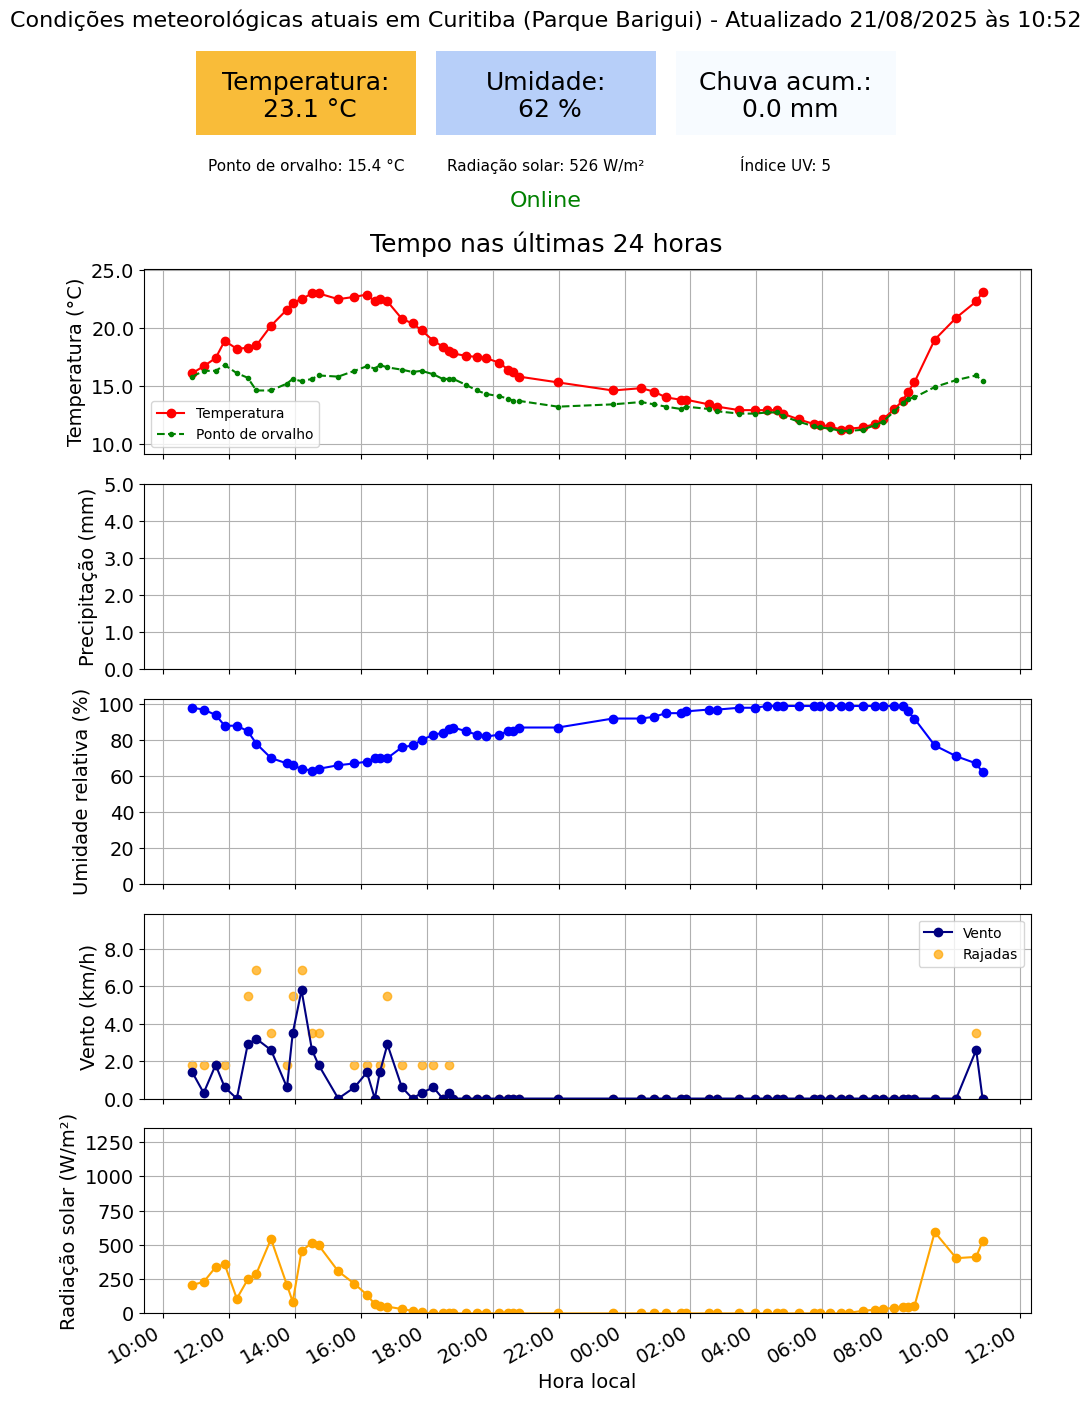 Condições meteorológicas atuais em Curitiba (Parque Barigui) - Atualizado 21/08/2025 às 10:52
Temperatura:
23.1 °C
Umidade:
62 %
Chuva acum.:
0.0 mm
Ponto de orvalho: 15.4 °C
Radiação solar: 526 W/m²
Índice UV: 5
Online
Tempo nas últimas 24 horas
Temperatura (°C)
25.0
20.0
15.0
10.0
Temperatura
Ponto de orvalho
Precipitação (mm)
5.0
4.0
3.0
2.0
1.0
0.0
Umidade relativa (%)
100
80
60
40
20
0
Vento (km/h)
8.0
6.0
4.0
2.0
0.0
Vento
Rajadas
Radiação solar (W/m²)
1250
1000
750
500
250
0
10:00
12:00
14:00
16:00
18:00
20:00
22:00
00:00
02:00
04:00
06:00
08:00
10:00
12:00
Hora local